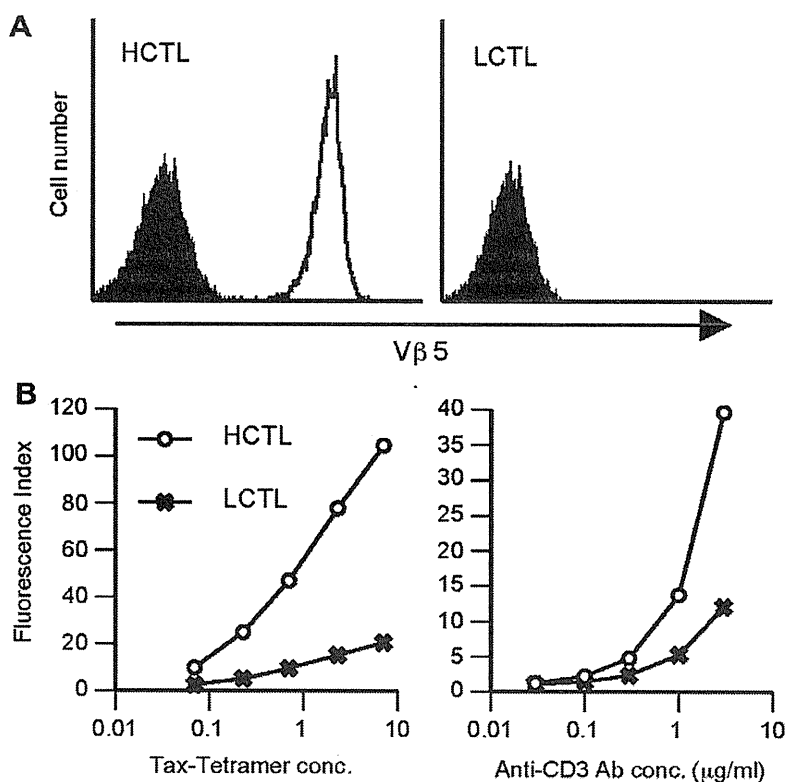 A
HCTL
LCTL
Cell number
Vβ 5
B
Fluorescence Index
120
100
80
60
40
20
0
HCTL
LCTL
0.01
0.1
1
10
Tax-Tetramer conc.
40
35
30
25
20
15
10
5
0
0.01
0.1
1
10
Anti-CD3 Ab conc. (μg/ml)